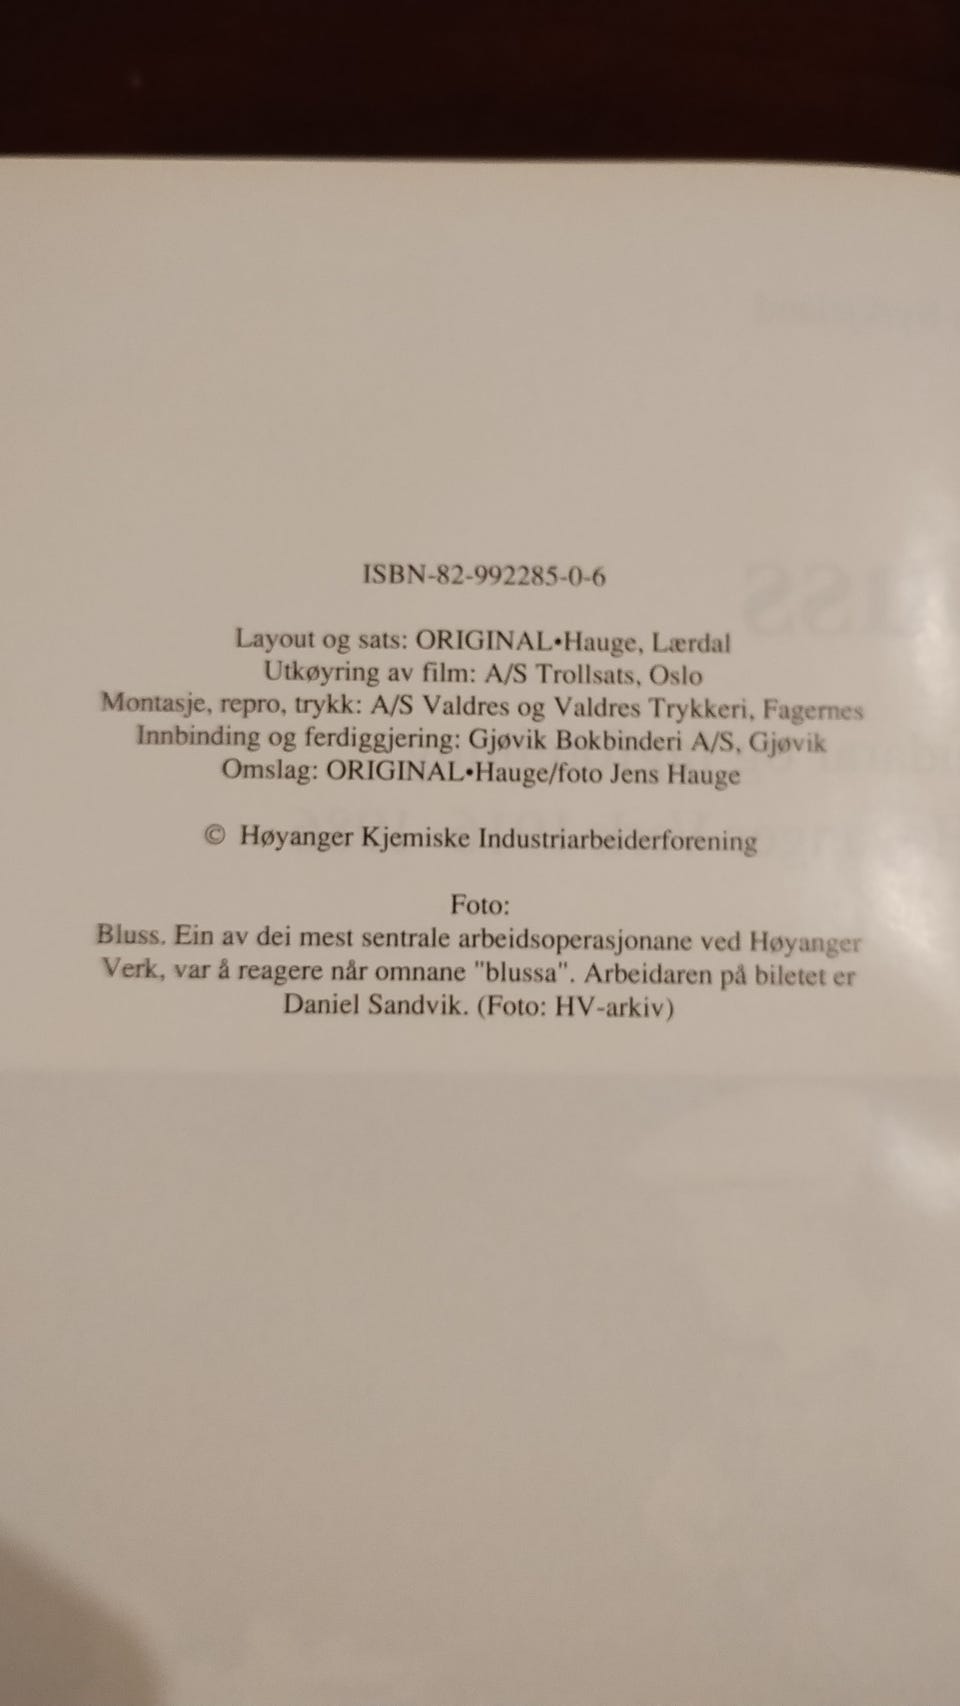 ISBN-82-992285-0-6
Layout og sats: ORIGINAL•Hauge, Lærdal
Utkøyring av film: A/S Trollsats, Oslo
Montasje, repro, trykk: A/S Valdres og Valdres Trykkeri, Fagernes
Innbinding og ferdiggjering: Gjøvik Bokbinderi A/S, Gjøvik
Omslag: ORIGINAL•Hauge/foto Jens Hauge
© Høyanger Kjemiske Industriarbeiderforening
Foto:
Bluss. Ein av dei mest sentrale arbeidsoperasjonane ved Høyanger
Verk, var å reagere når omnane "blussa". Arbeidaren på biletet er
Daniel Sandvik. (Foto: HV-arkiv)